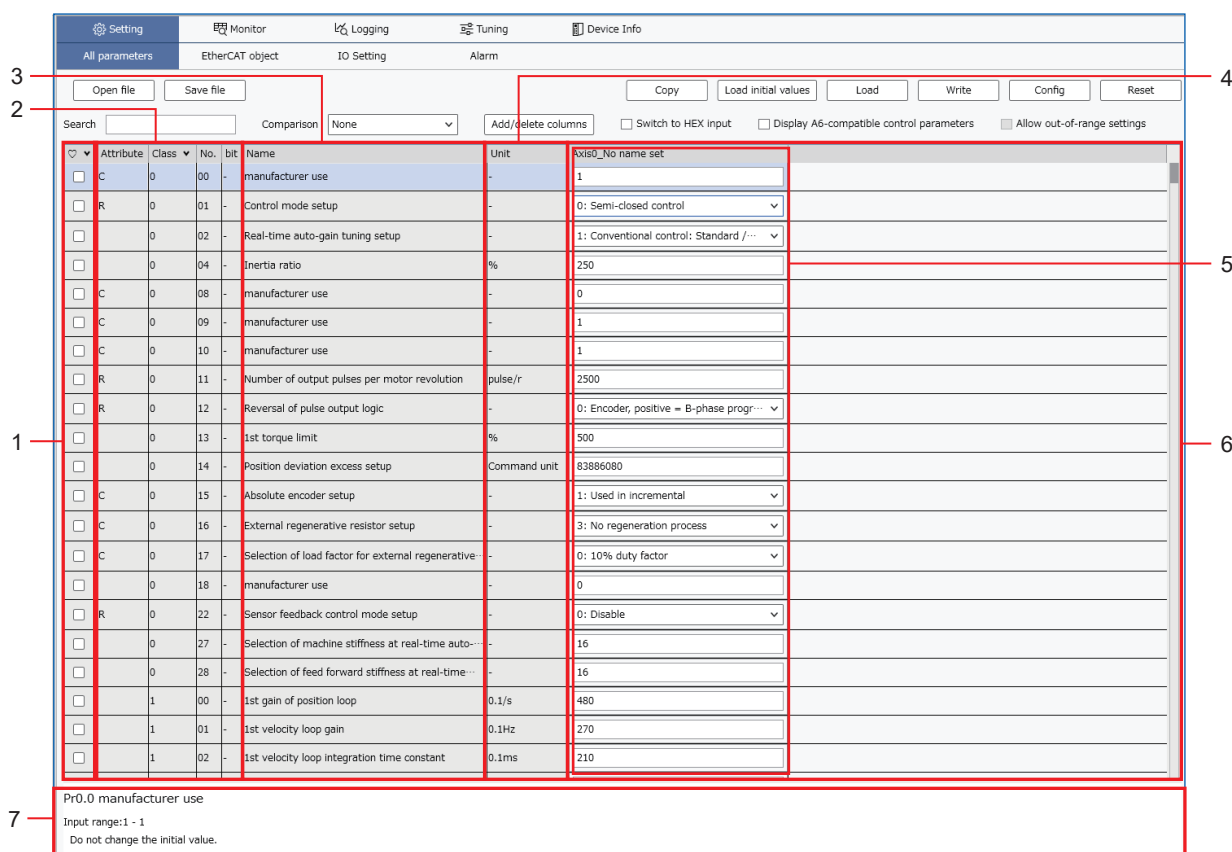 Setting Monitor Logging Tuning Device Info
All parameters EtherCAT object IO Setting Alarm
3 4
Open file Save file Copy Load initial values Load Write Config Reset
2
Search Comparison None Add/delete columns Switch to HEX input Display A6-compatible control parameters Allow out-of-range settings
Attribute Class No. bit Name Unit Axis0_No name set
C 0 00 - manufacturer use - 1
R 0 01 - Control mode setup - 0: Semi-closed control
0 02 - Real-time auto-gain tuning setup - 1: Conventional control: Standard /···
5
0 04 - Inertia ratio % 250
C 0 08 - manufacturer use - 0
C 0 09 - manufacturer use - 1
C 0 10 - manufacturer use - 1
R 0 11 - Number of output pulses per motor revolution pulse/r 2500
R 0 12 - Reversal of pulse output logic - 0: Encoder, positive = B-phase progr···
1 0 13 - 1st torque limit % 500 6
0 14 - Position deviation excess setup Command unit 83886080
C 0 15 - Absolute encoder setup - 1: Used in incremental
C 0 16 - External regenerative resistor setup - 3: No regeneration process
C 0 17 - Selection of load factor for external regenerative··· - 0: 10% duty factor
0 18 - manufacturer use - 0
R 0 22 - Sensor feedback control mode setup - 0: Disable
0 27 - Selection of machine stiffness at real-time auto-··· - 16
0 28 - Selection of feed forward stiffness at real-time··· - 16
1 00 - 1st gain of position loop 0.1/s 480
1 01 - 1st velocity loop gain 0.1Hz 270
1 02 - 1st velocity loop integration time constant 0.1ms 210
Pr0.0 manufacturer use
7
Input range:1 - 1
Do not change the initial value.